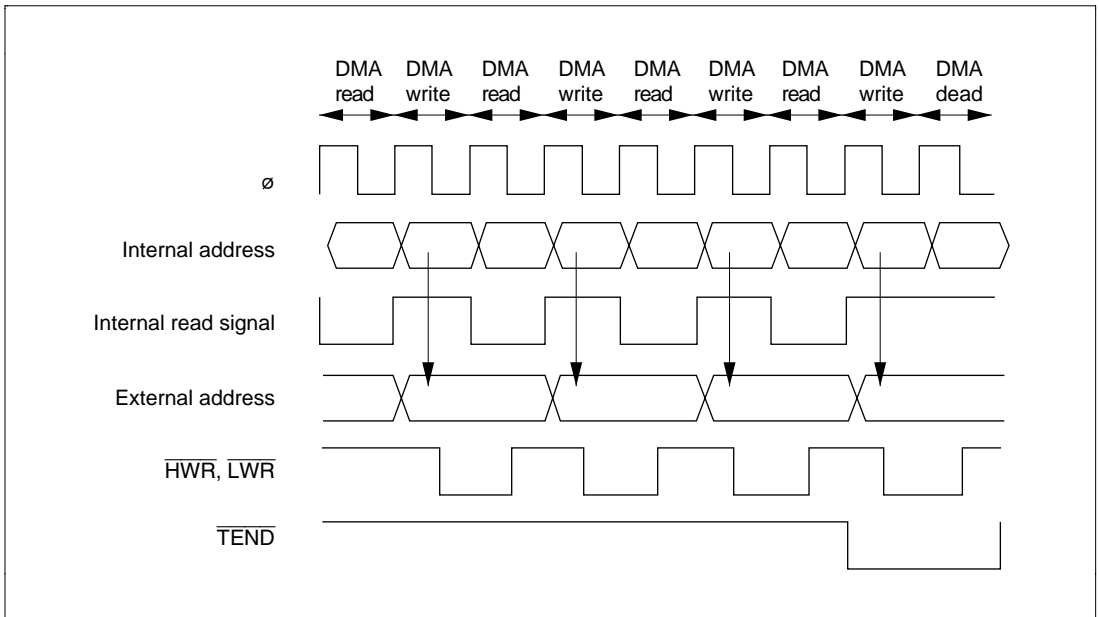 DMA DMA DMA DMA DMA DMA DMA DMA DMA
read write read write read write read write dead
ø
Internal address
Internal read signal
External address
HWR, LWR
TEND